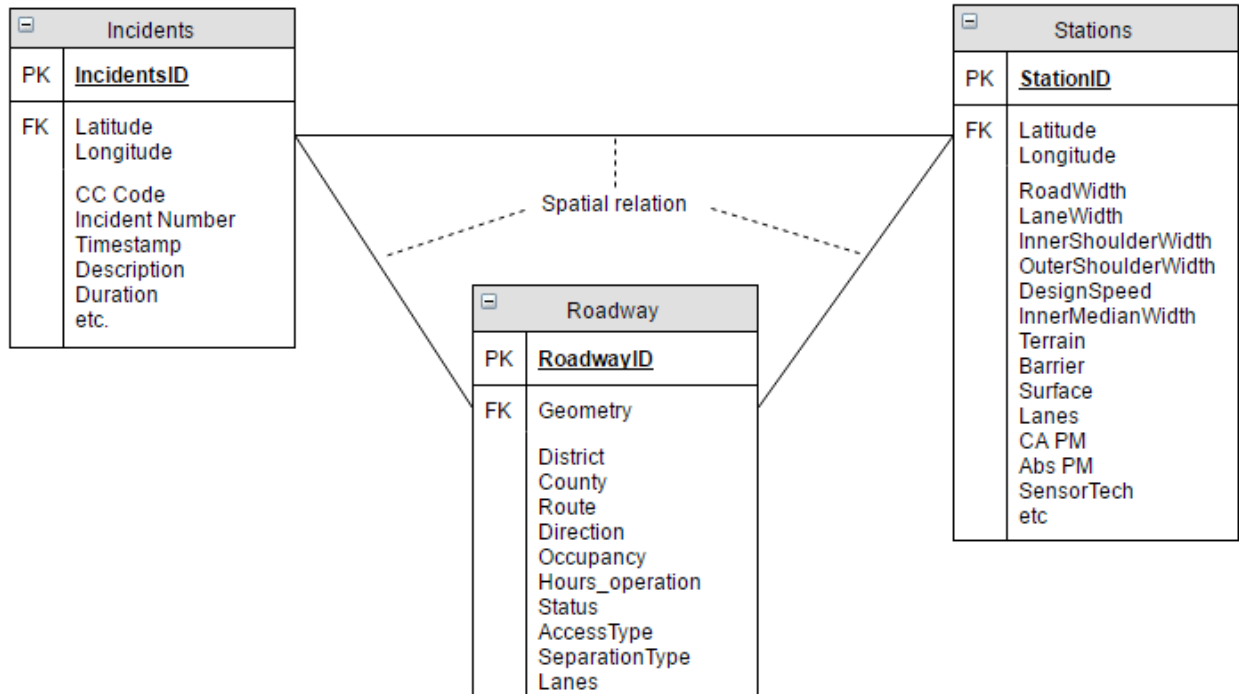 Incidents
PK IncidentsID
FK Latitude
Longitude
CC Code
Incident Number
Timestamp
Description
Duration
etc.
Spatial relation
Stations
PK StationID
FK Latitude
Longitude
RoadWidth
LaneWidth
InnerShoulderWidth
OuterShoulderWidth
DesignSpeed
InnerMedianWidth
Terrain
Barrier
Surface
Lanes
CA PM
Abs PM
SensorTech
etc
Roadway
PK RoadwayID
FK Geometry
District
County
Route
Direction
Occupancy
Hours_operation
Status
AccessType
SeparationType
Lanes